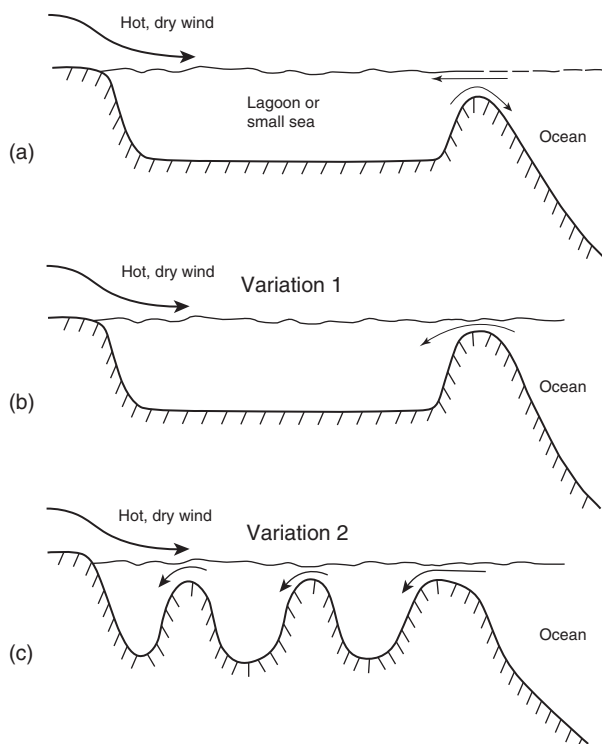 Hot, dry wind
Lagoon or
small sea
Ocean
(a)
Hot, dry wind
Variation 1
Ocean
(b)
Hot, dry wind
Variation 2
Ocean
(c)